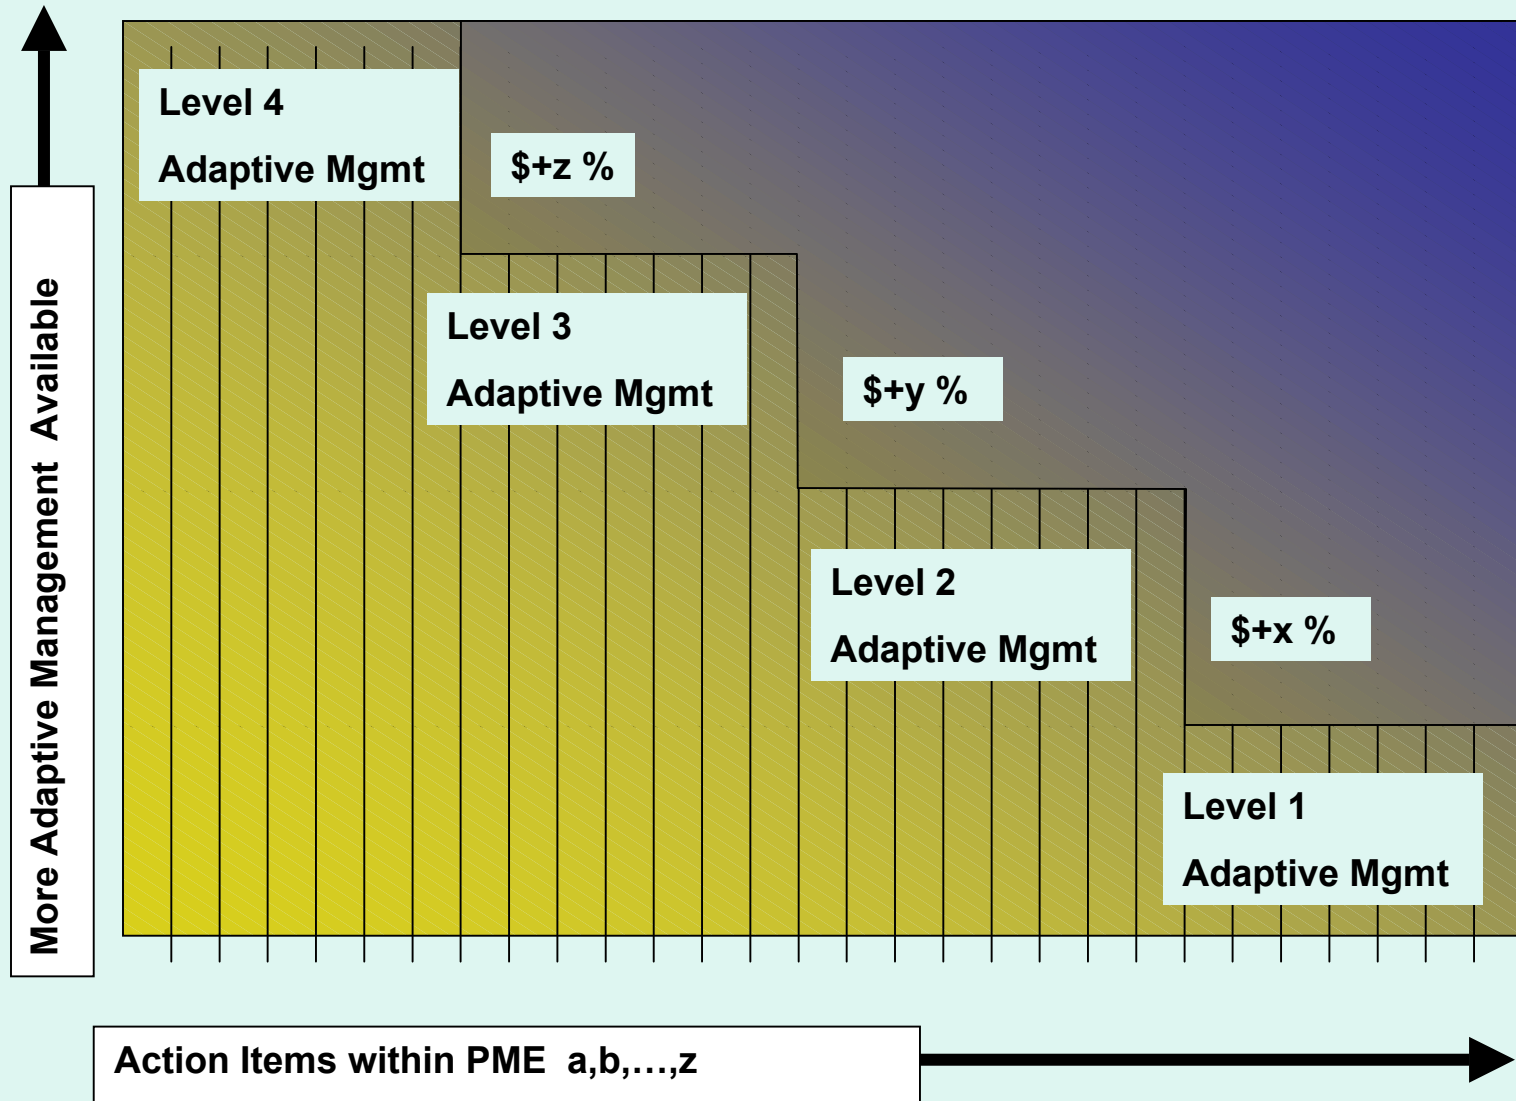 Level 4
Adaptive Mgmt
$+z %
Level 3
Adaptive Mgmt
$+y %
Level 2
Adaptive Mgmt
$+x %
Level 1
Adaptive Mgmt
More Adaptive Management Available
Action Items within PME a,b,...,z